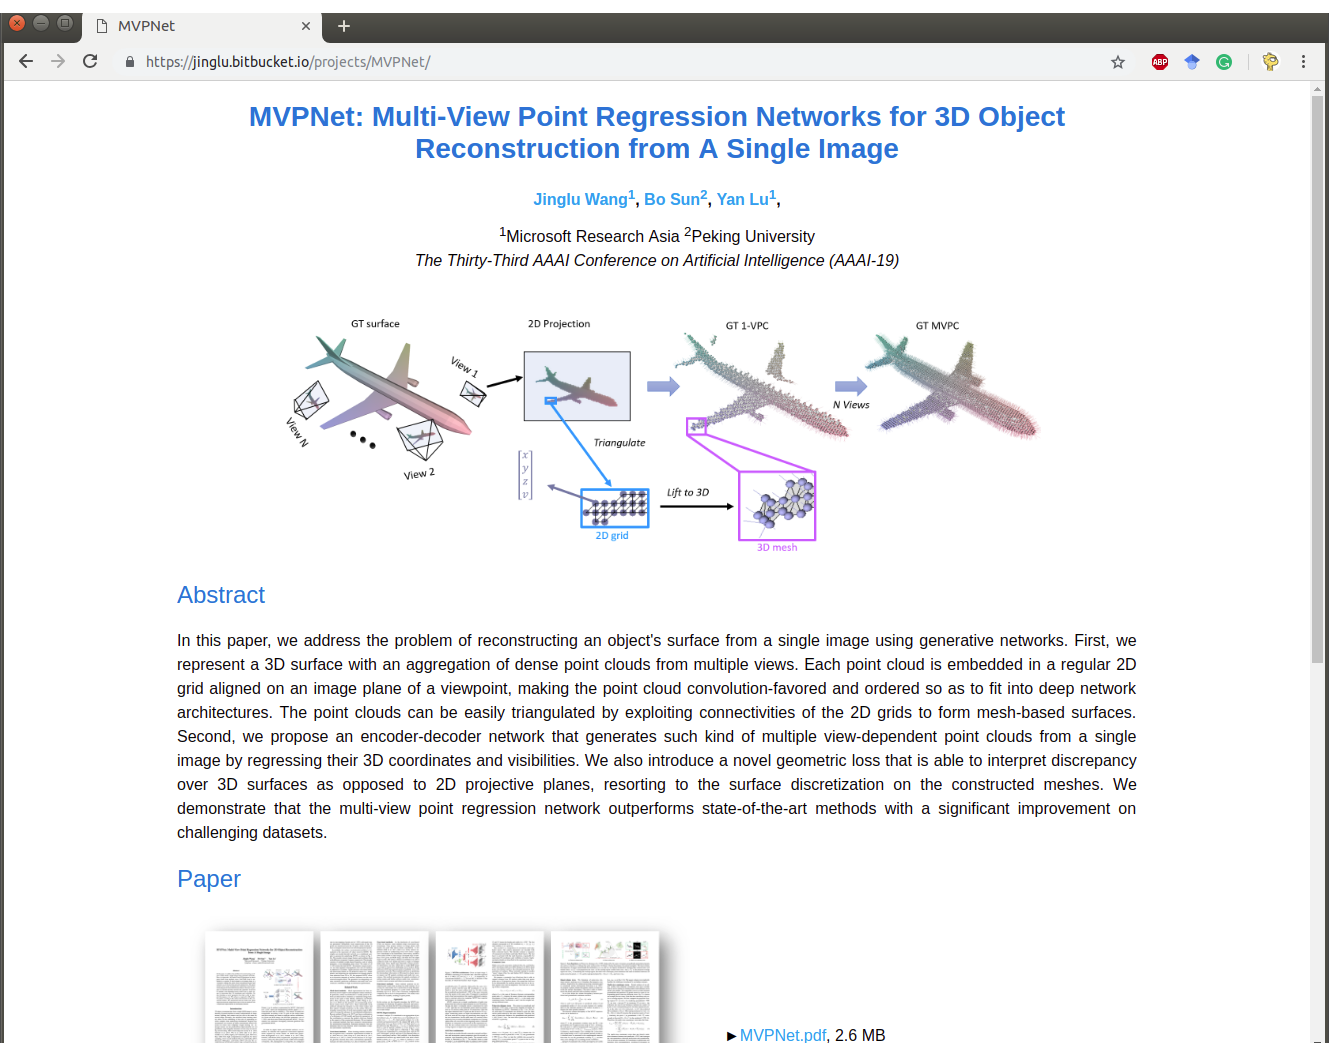 MVPNet
https://jinglu.bitbucket.io/projects/MVPNet/
ABP
MVPNet: Multi-View Point Regression Networks for 3D Object
Reconstruction from A Single Image
Jinglu Wang1, Bo Sun2, Yan Lu1,
1Microsoft Research Asia 2Peking University
The Thirty-Third AAAI Conference on Artificial Intelligence (AAAI-19)
GT surface
2D Projection
GT 1-VPC
GT MVPC
View 1
View N
View 2
N Views
Triangulate
x
y
z
v
Lift to 3D
2D grid
3D mesh
Abstract
In this paper, we address the problem of reconstructing an object's surface from a single image using generative networks. First, we
represent a 3D surface with an aggregation of dense point clouds from multiple views. Each point cloud is embedded in a regular 2D
grid aligned on an image plane of a viewpoint, making the point cloud convolution-favored and ordered so as to fit into deep network
architectures. The point clouds can be easily triangulated by exploiting connectivities of the 2D grids to form mesh-based surfaces.
Second, we propose an encoder-decoder network that generates such kind of multiple view-dependent point clouds from a single
image by regressing their 3D coordinates and visibilities. We also introduce a novel geometric loss that is able to interpret discrepancy
over 3D surfaces as opposed to 2D projective planes, resorting to the surface discretization on the constructed meshes. We
demonstrate that the multi-view point regression network outperforms state-of-the-art methods with a significant improvement on
challenging datasets.
Paper
►MVPNet.pdf, 2.6 MB